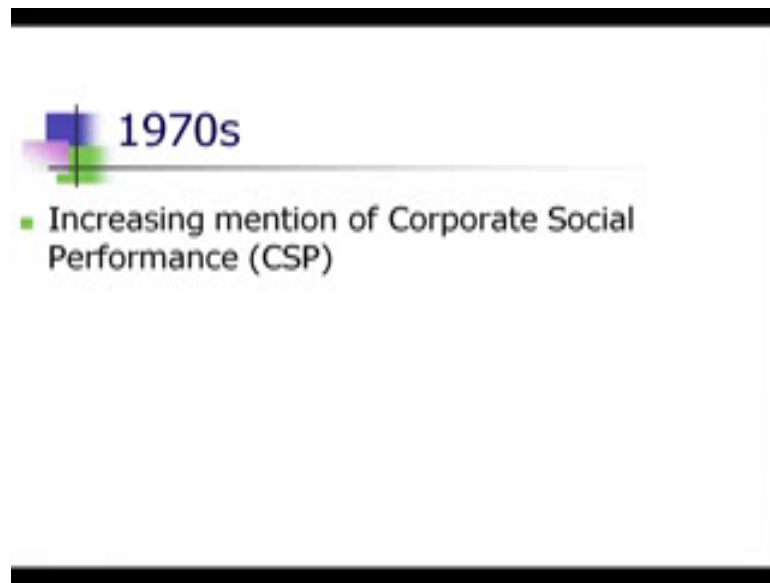 1970s
Increasing mention of Corporate Social
Performance (CSP)